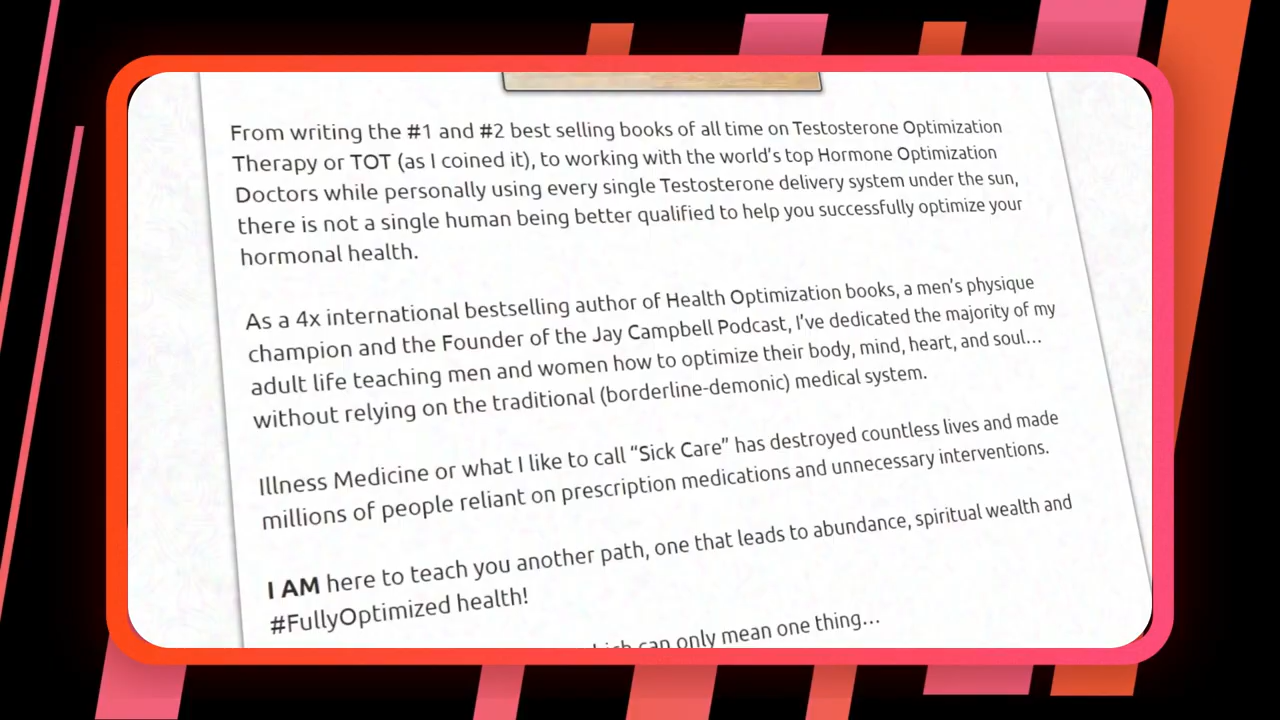 From writing the #1 and #2 best selling books of all time on Testosterone Optimization
Therapy or TOT (as I coined it), to working with the world's top Hormone Optimization
Doctors while personally using every single Testosterone delivery system under the sun,
there is not a single human being better qualified to help you successfully optimize your
hormonal health.
As a 4x international bestselling author of Health Optimization books, a men's physique
champion and the Founder of the Jay Campbell Podcast, I've dedicated the majority of my
adult life teaching men and women how to optimize their body, mind, heart, and soul...
without relying on the traditional (borderline-demonic) medical system.
Illness Medicine or what I like to call “Sick Care” has destroyed countless lives and made
millions of people reliant on prescription medications and unnecessary interventions.
I AM here to teach you another path, one that leads to abundance, spiritual wealth and
#FullyOptimized health!
can only mean one thing...